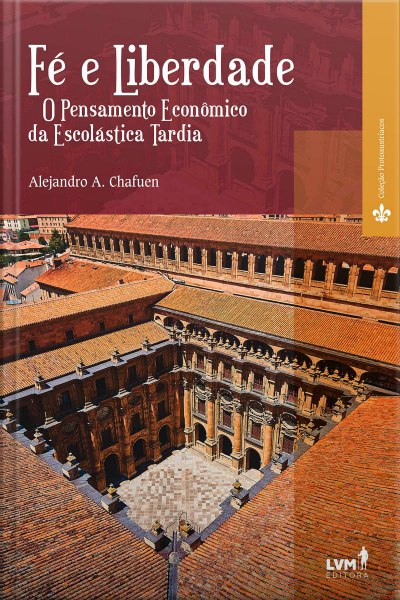 Fé e Liberdade
O Pensamento Econômico
da Escolástica Tardia
Alejandro A. Chafuen
Coleção Protoaustríacos
LVM
EDITORA